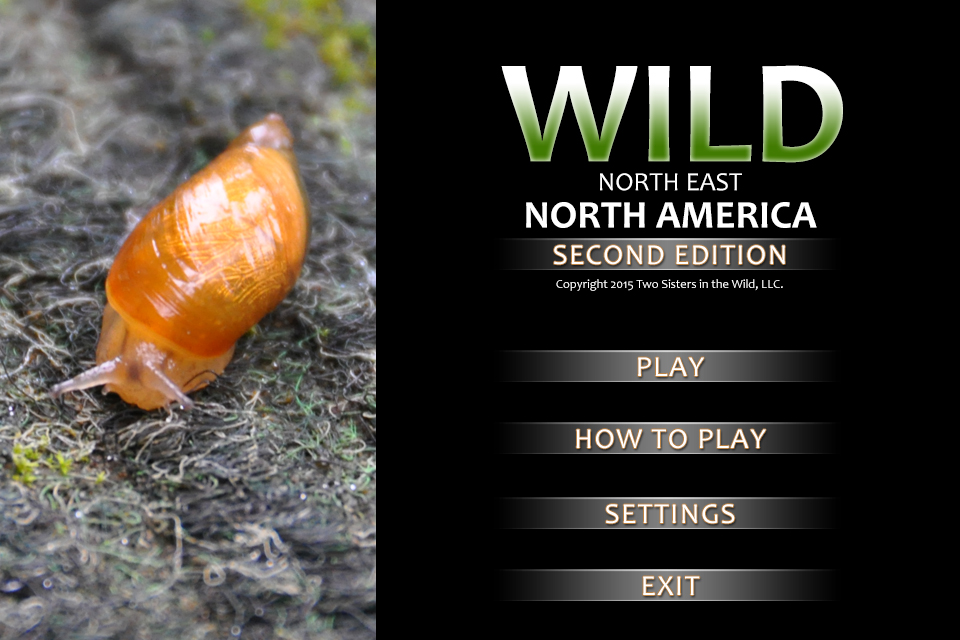 WILD
NORTH EAST
NORTH AMERICA
SECOND EDITION
Copyright 2015 Two Sisters in the Wild, LLC.
PLAY
HOW TO PLAY
SETTINGS
EXIT